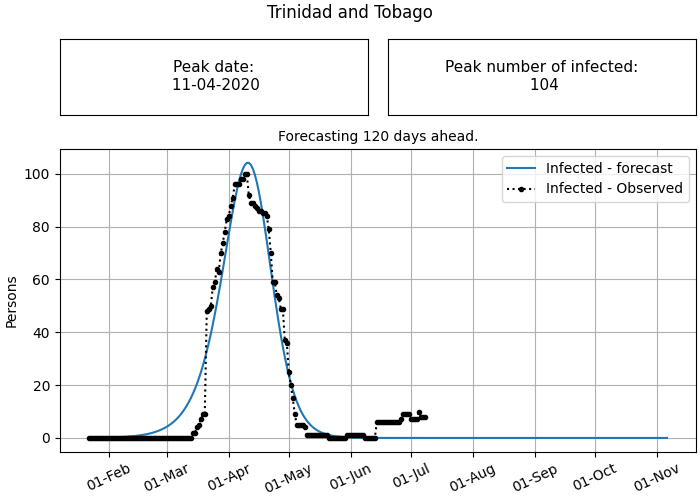 Trinidad and Tobago
Peak date:
11-04-2020
Peak number of infected:
104
Forecasting 120 days ahead.
Infected - forecast
Infected - Observed
Persons
100
80
60
40
20
0
01-Feb
01-Mar
01-Apr
01-May
01-Jun
01-Jul
01-Aug
01-Sep
01-Oct
01-Nov